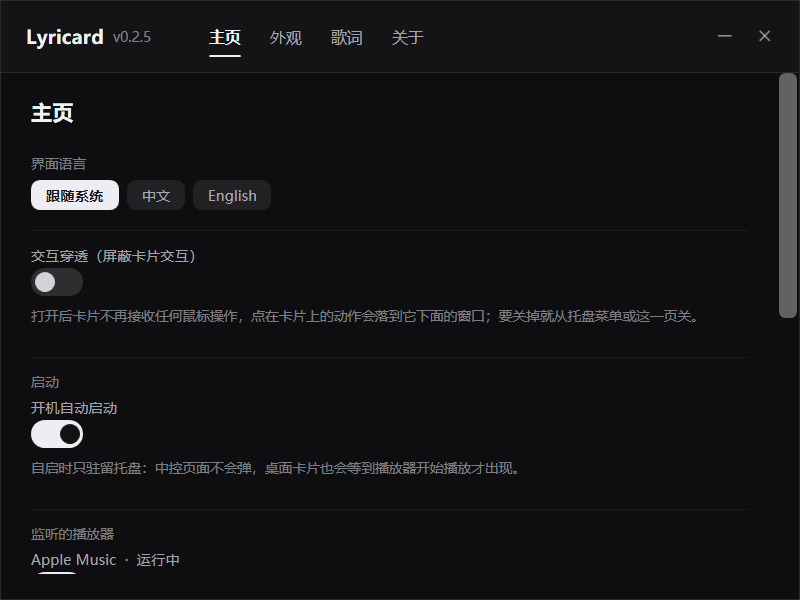 Lyricard v0.2.5 主页 外观 歌词 关于
主页
界面语言
跟随系统 中文 English
交互穿透（屏蔽卡片交互）
打开后卡片不再接收任何鼠标操作，点在卡片上的动作会落到它下面的窗口；要关掉就从托盘菜单或这一页关。
启动
开机自动启动
自启时只驻留托盘：中控页面不会弹，桌面卡片也会等到播放器开始播放才出现。
监听的播放器
Apple Music · 运行中